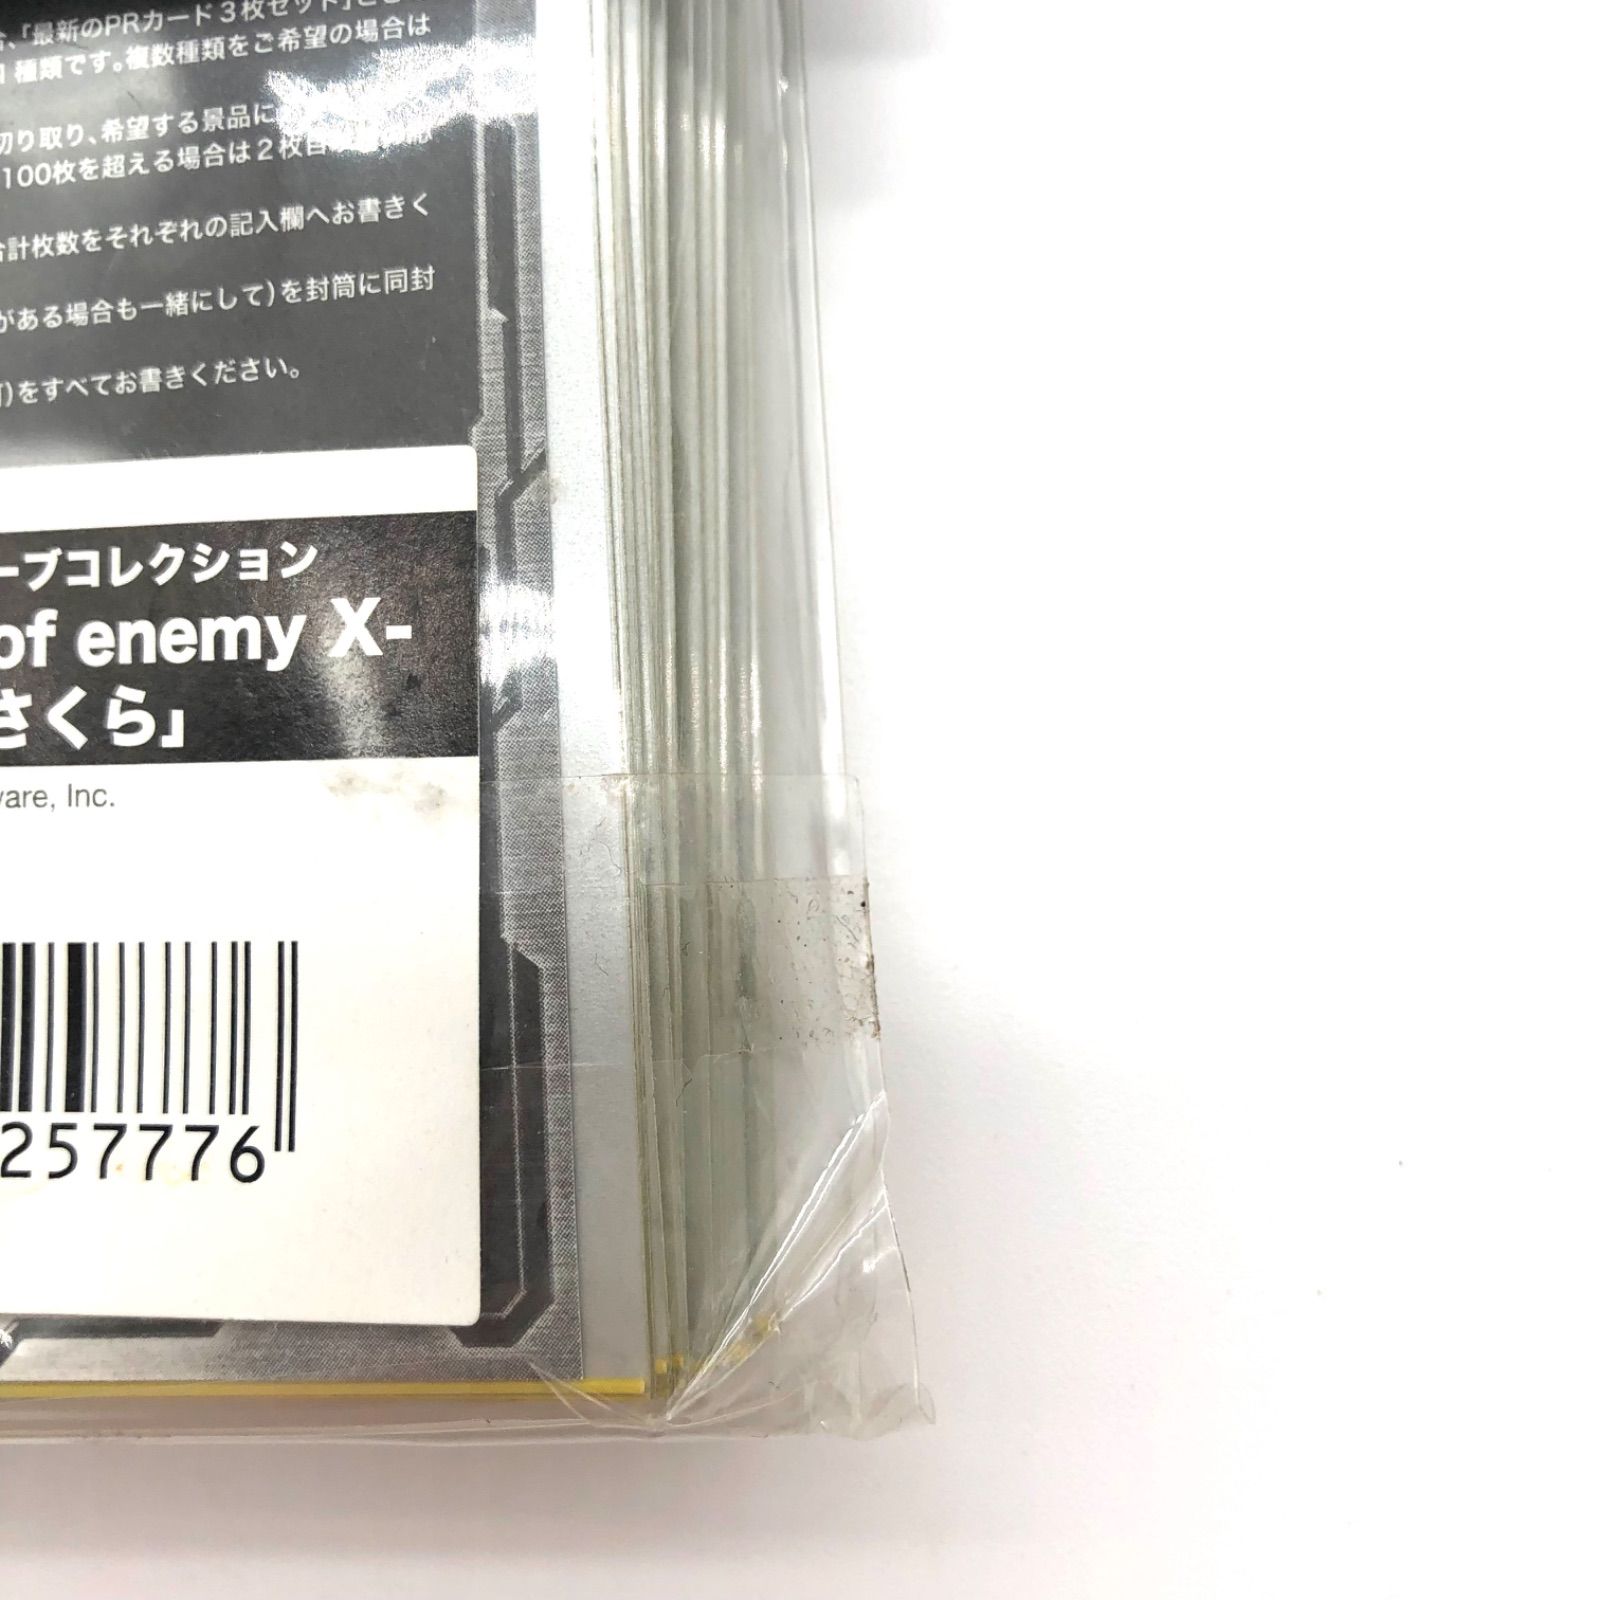 「最新のPRカード3枚セット」
種類です。複数種類をご希望の場合は
切り取り、希望する景品に
100枚を超える場合は2枚目
合計枚数をそれぞれの記入欄へお書きく
がある場合も一緒にして)を封筒に同封
)をすべてお書きください。
ーブコレクション
of enemy X-
さくら」
ware, Inc.
257776